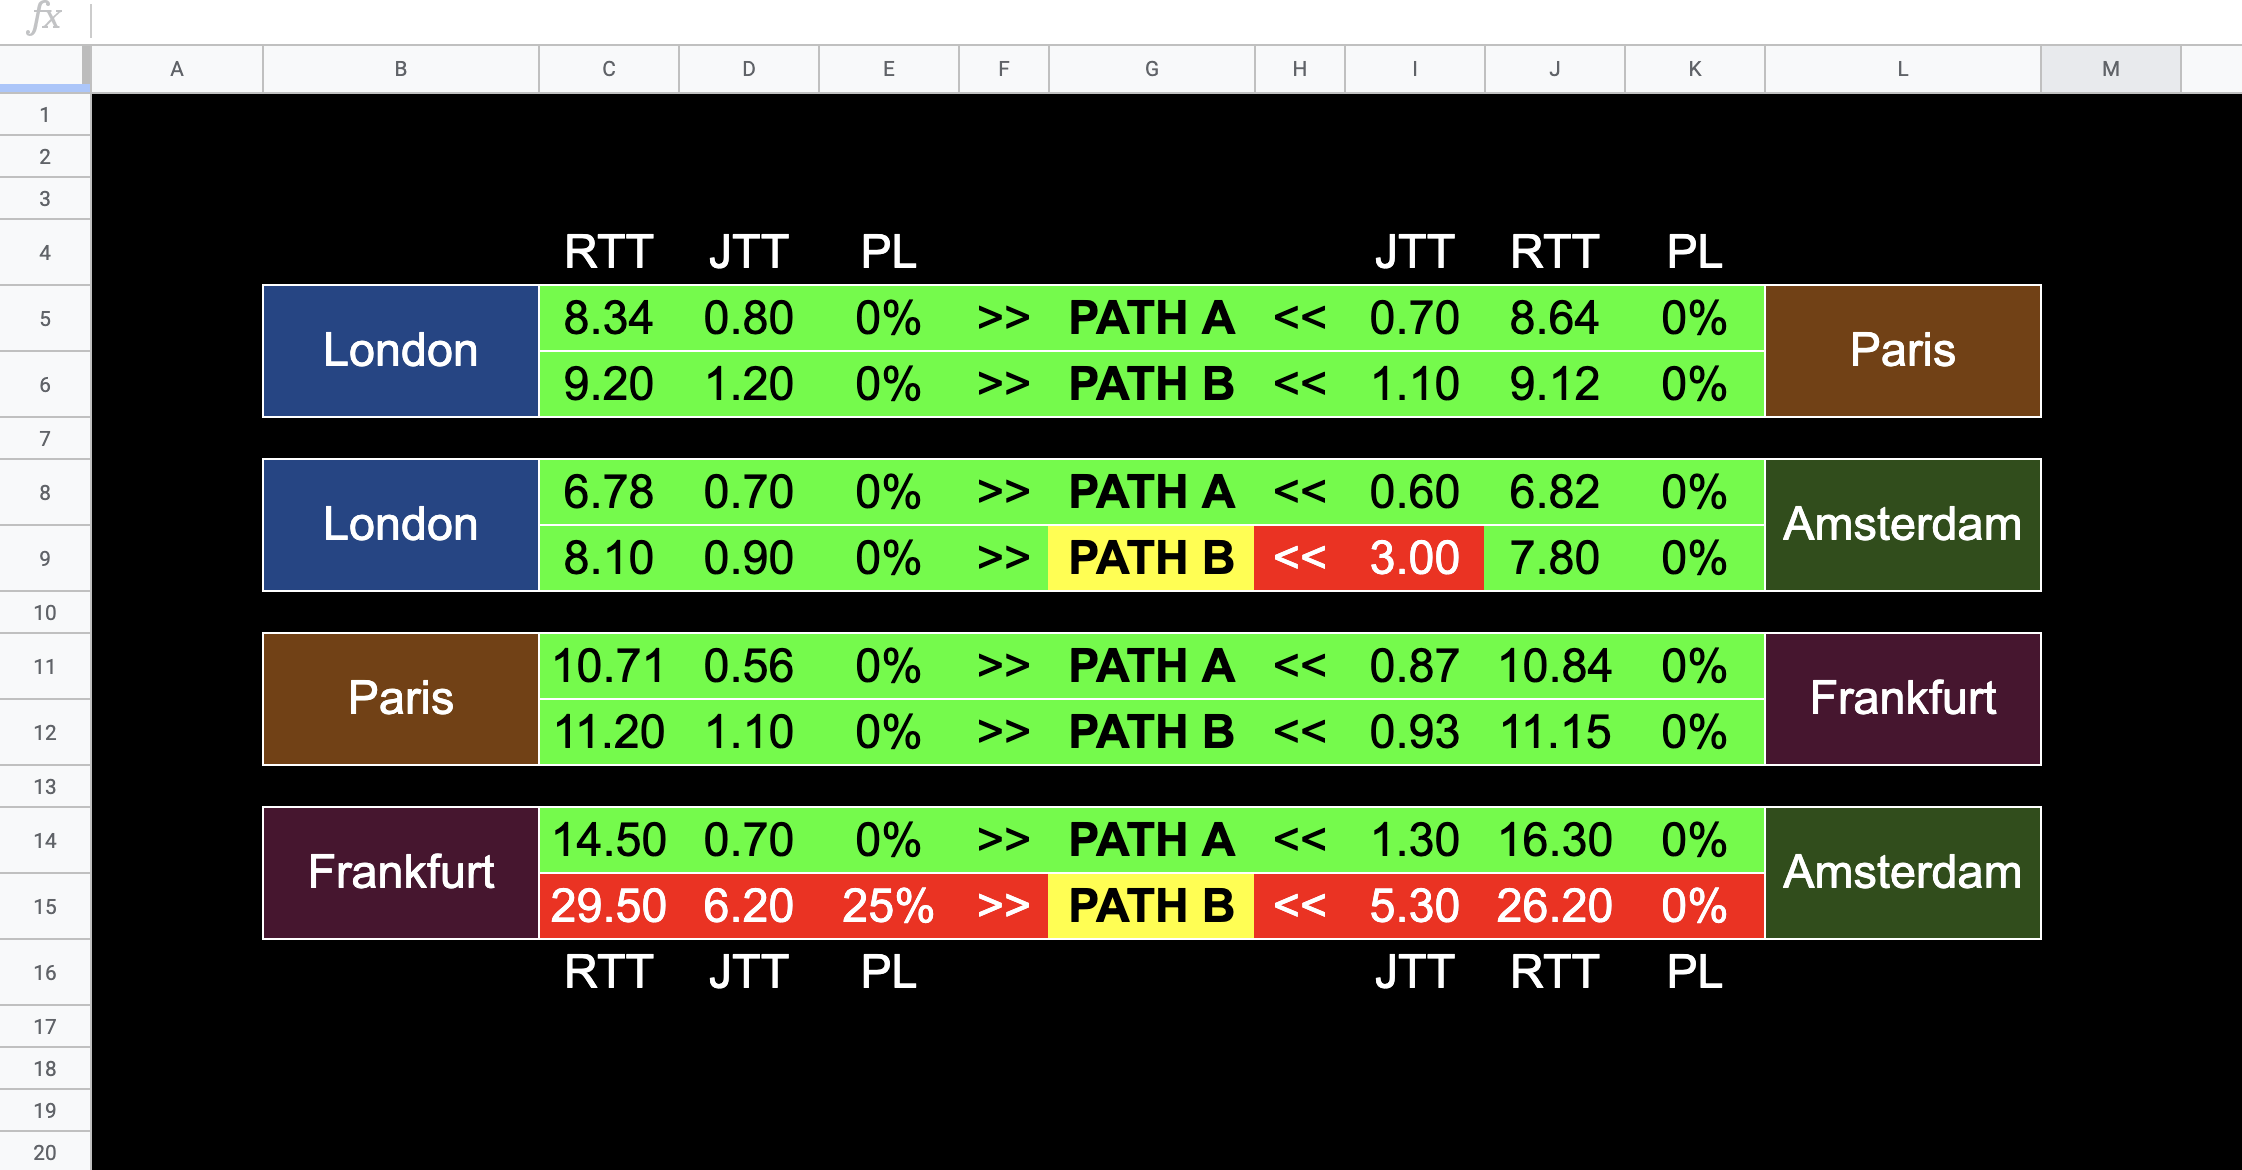 fx
A B C D E F G H I J K L M
1
2
3
4 RTT JTT PL JTT RTT PL
5 8.34 0.80 0% >> PATH A << 0.70 8.64 0%
London Paris
6 9.20 1.20 0% >> PATH B << 1.10 9.12 0%
7
8 6.78 0.70 0% >> PATH A << 0.60 6.82 0%
London Amsterdam
9 8.10 0.90 0% >> PATH B << 3.00 7.80 0%
10
11 10.71 0.56 0% >> PATH A << 0.87 10.84 0%
Paris Frankfurt
12 11.20 1.10 0% >> PATH B << 0.93 11.15 0%
13
14 14.50 0.70 0% >> PATH A << 1.30 16.30 0%
Frankfurt Amsterdam
15 29.50 6.20 25% >> PATH B << 5.30 26.20 0%
16 RTT JTT PL JTT RTT PL
17
18
19
20